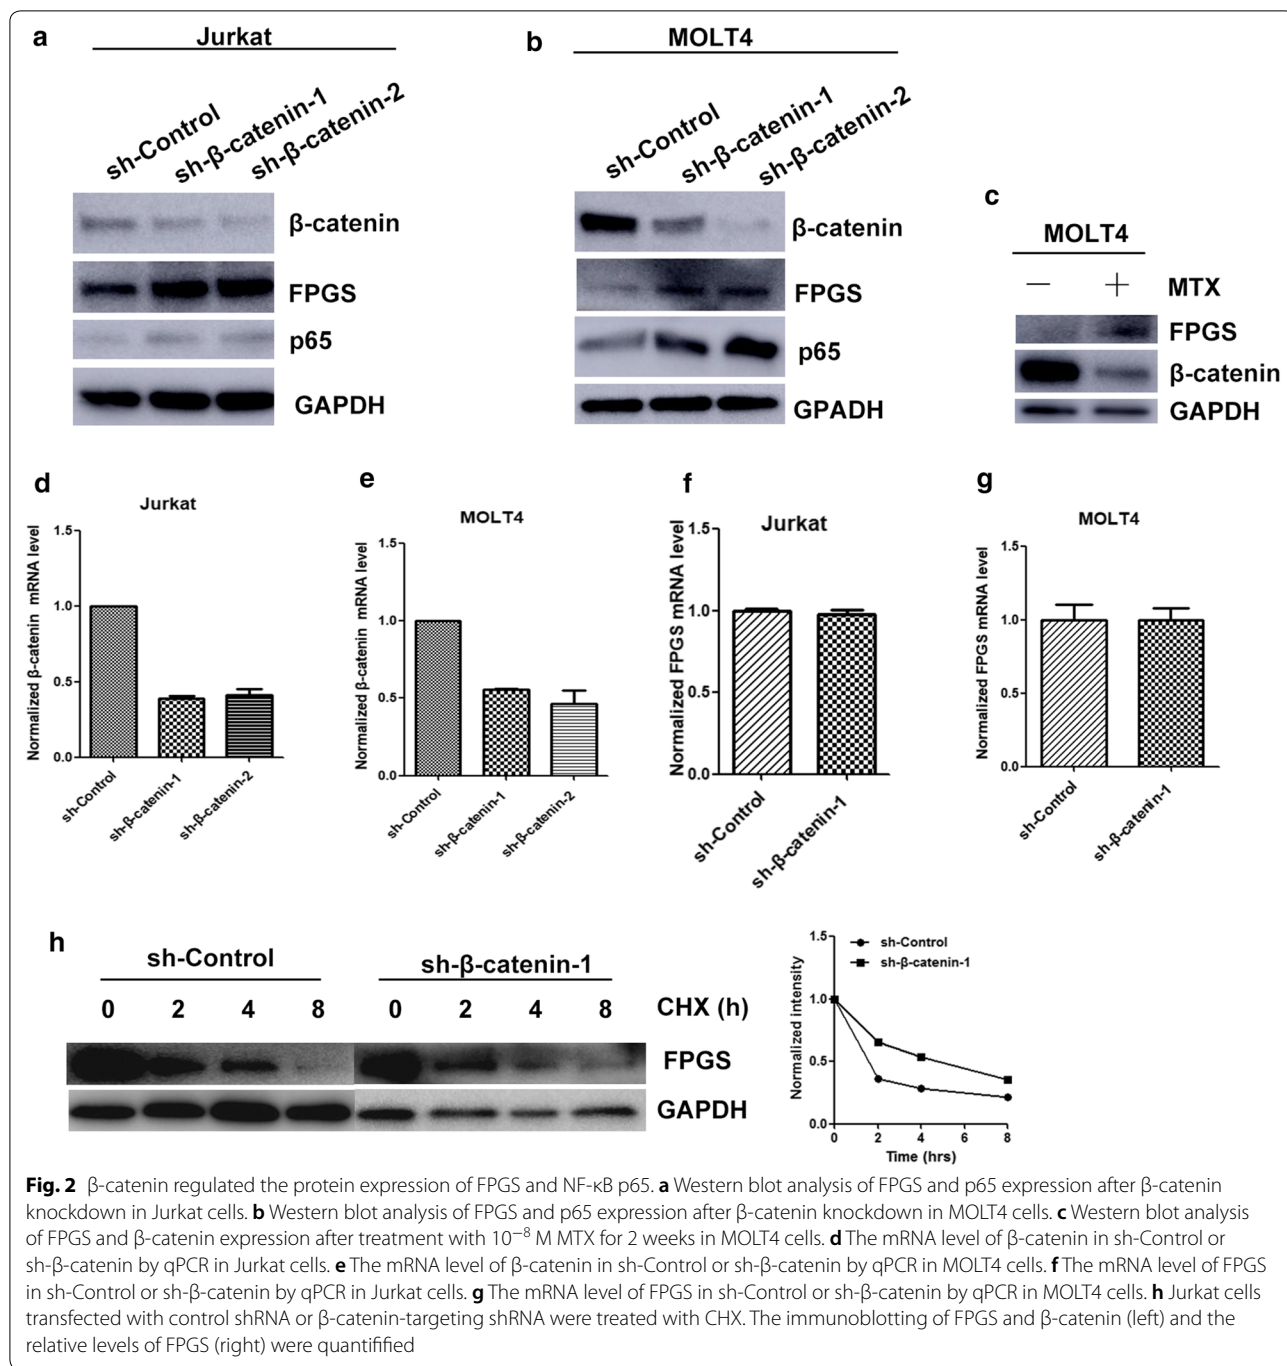 a
Jurkat
sh-Control
sh-β-catenin-1
sh-β-catenin-2
β-catenin
FPGS
p65
GAPDH
b
MOLT4
sh-Control
sh-β-catenin-1
sh-β-catenin-2
β-catenin
FPGS
p65
GPADH
c
MOLT4
— + MTX
FPGS
β-catenin
GAPDH
d
Jurkat
Normalized β-catenin mRNA level
1.5
1.0
0.5
0.0
sh-Control
sh-β-catenin-1
sh-β-catenin-2
e
MOLT4
Normalized β-catenin mRNA level
1.5
1.0
0.5
0.0
sh-Control
sh-β-catenin-1
sh-β-catenin-2
f
Jurkat
Normalized FPGS mRNA level
1.5
1.0
0.5
0.0
sh-Control
sh-β-catenin-1
g
MOLT4
Normalized FPGS mRNA level
1.5
1.0
0.5
0.0
sh-Control
sh-β-catenin-1
h
sh-Control sh-β-catenin-1
0 2 4 8 0 2 4 8 CHX (h)
FPGS
GAPDH
Normalized intensity
1.5
1.0
0.5
0.0
sh-Control
sh-β-catenin-1
0 2 4 6 8
Time (hrs)
Fig. 2 β-catenin regulated the protein expression of FPGS and NF-κB p65. a Western blot analysis of FPGS and p65 expression after β-catenin
knockdown in Jurkat cells. b Western blot analysis of FPGS and p65 expression after β-catenin knockdown in MOLT4 cells. c Western blot analysis
of FPGS and β-catenin expression after treatment with 10⁻⁸ M MTX for 2 weeks in MOLT4 cells. d The mRNA level of β-catenin in sh-Control or
sh-β-catenin by qPCR in Jurkat cells. e The mRNA level of β-catenin in sh-Control or sh-β-catenin by qPCR in MOLT4 cells. f The mRNA level of FPGS
in sh-Control or sh-β-catenin by qPCR in Jurkat cells. g The mRNA level of FPGS in sh-Control or sh-β-catenin by qPCR in MOLT4 cells. h Jurkat cells
transfected with control shRNA or β-catenin-targeting shRNA were treated with CHX. The immunoblotting of FPGS and β-catenin (left) and the
relative levels of FPGS (right) were quantifified